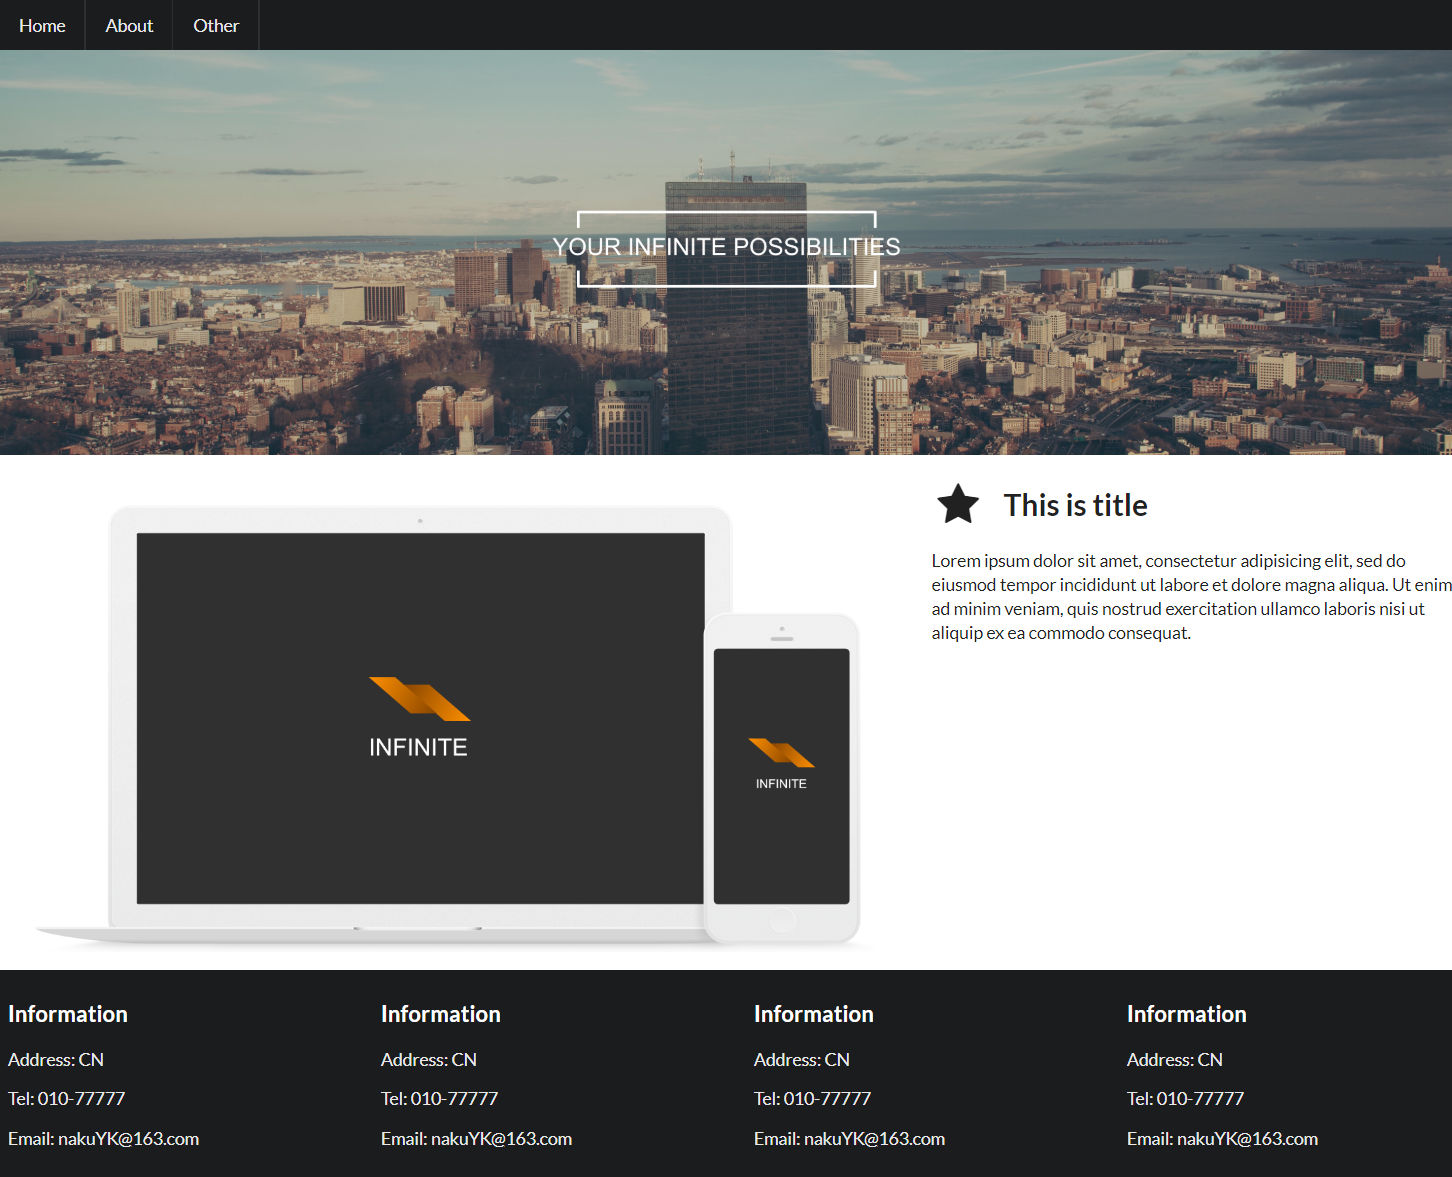 Home
About
Other
YOUR INFINITE POSSIBILITIES
This is title
Lorem ipsum dolor sit amet, consectetur adipisicing elit, sed do
eiusmod tempor incididunt ut labore et dolore magna aliqua. Ut enim
ad minim veniam, quis nostrud exercitation ullamco laboris nisi ut
aliquip ex ea commodo consequat.
INFINITE
INFINITE
Information
Address: CN
Tel: 010-77777
Email: nakuYK@163.com
Information
Address: CN
Tel: 010-77777
Email: nakuYK@163.com
Information
Address: CN
Tel: 010-77777
Email: nakuYK@163.com
Information
Address: CN
Tel: 010-77777
Email: nakuYK@163.com